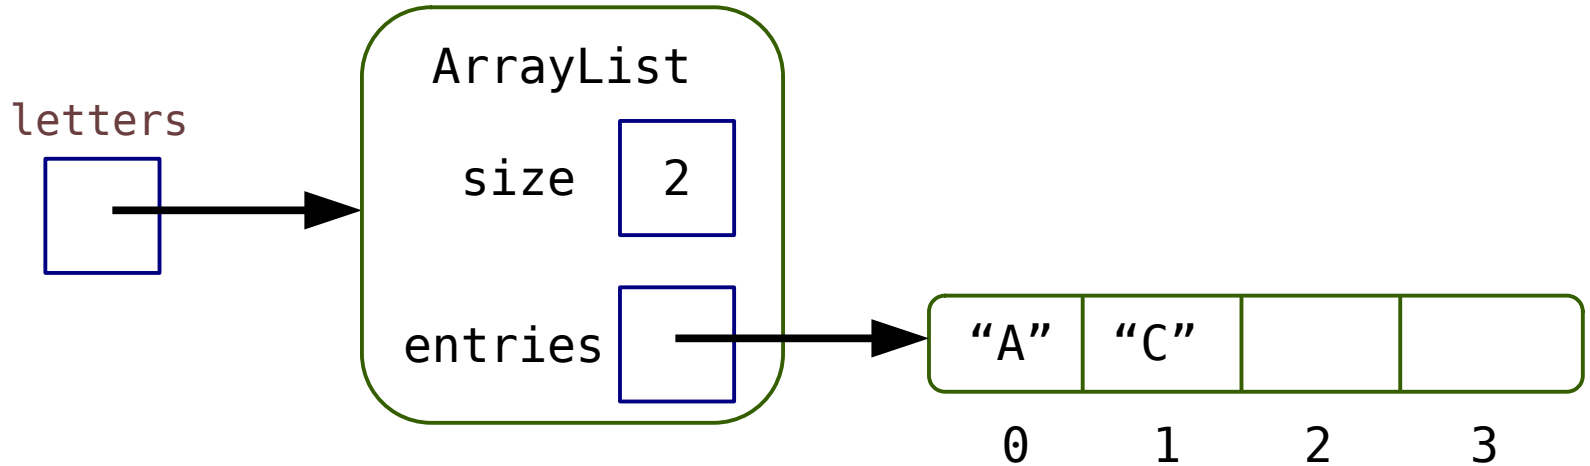 letters
ArrayList
size 2
entries
“A” “C”
0 1 2 3